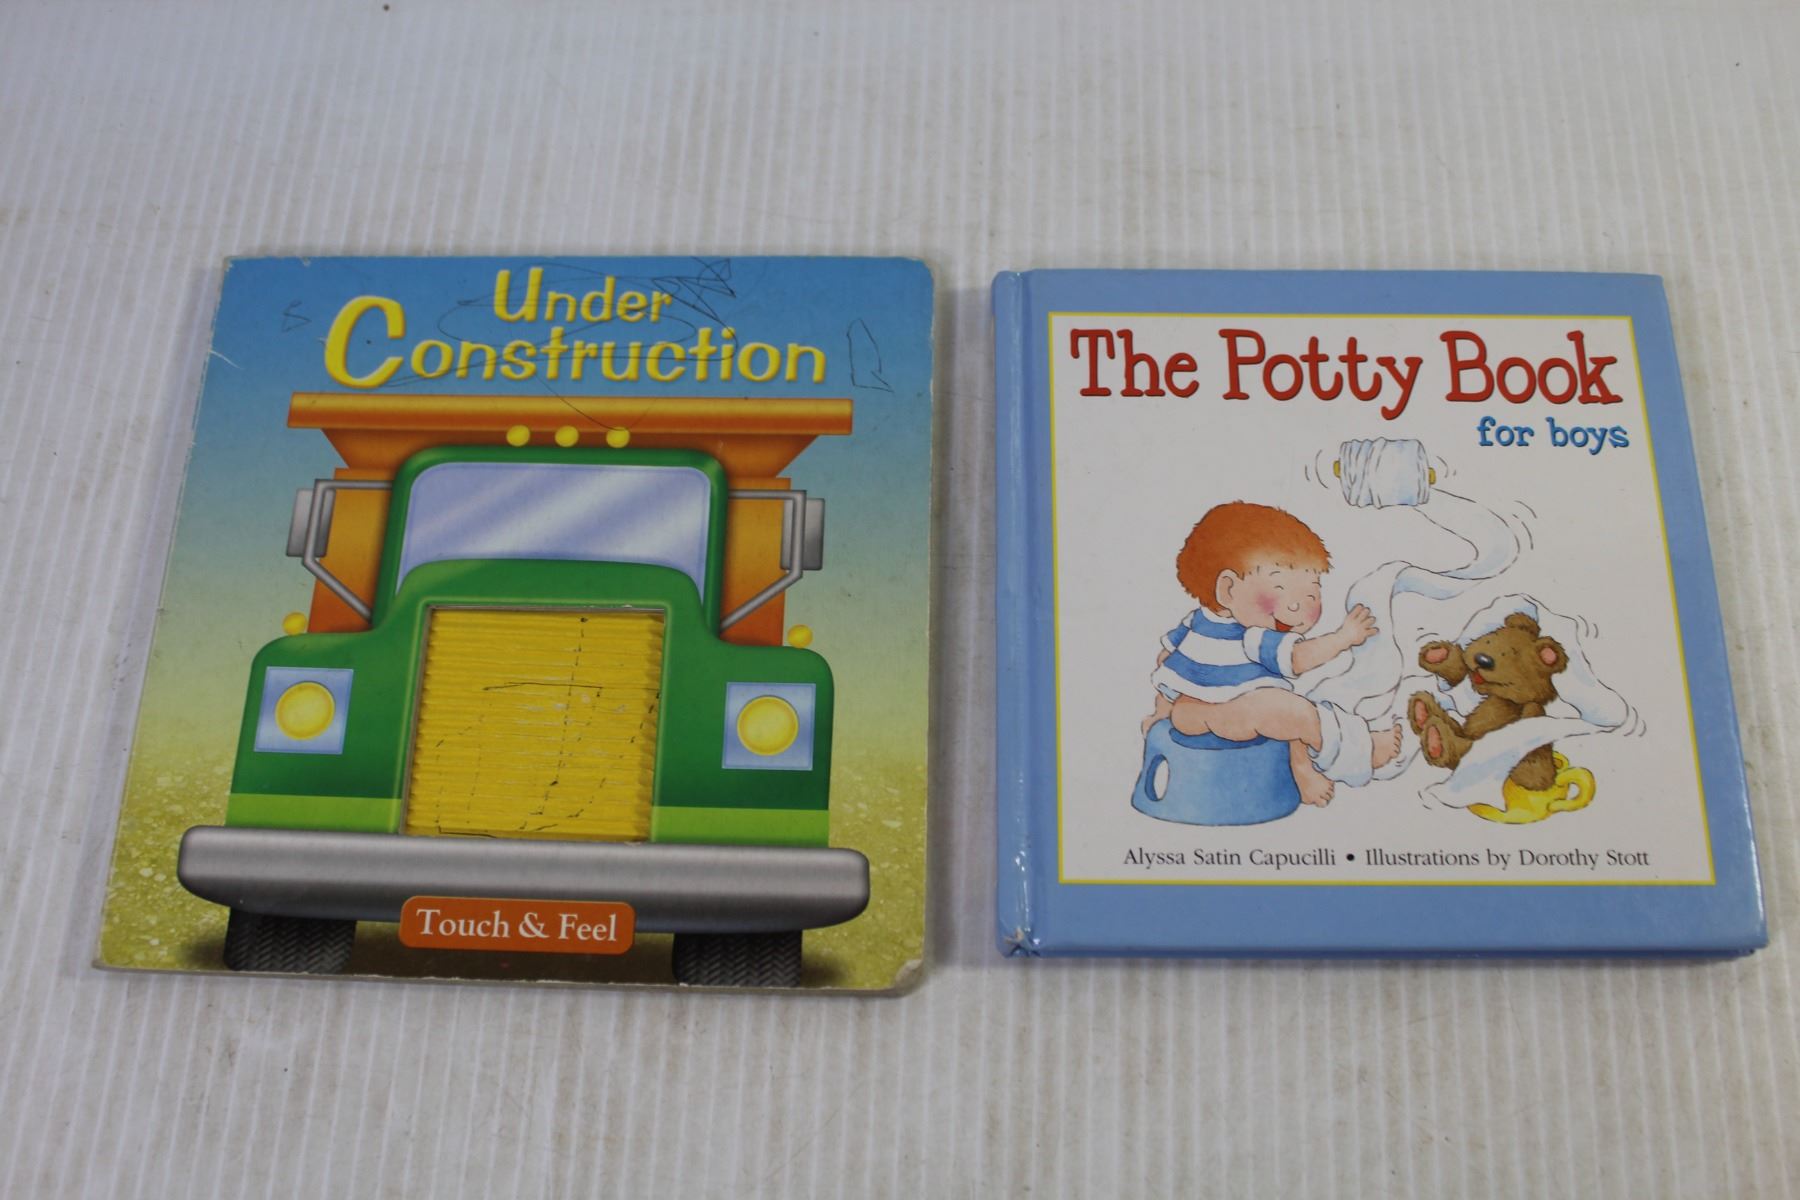 Under
Construction
Touch & Feel
The Potty Book
for boys
Alyssa Satin Capucilli • Illustrations by Dorothy Stott